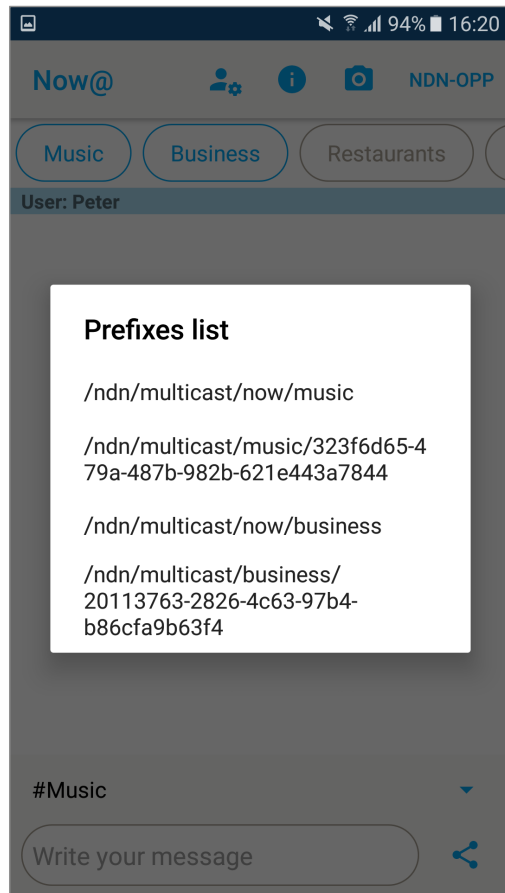 94% 16:20
Now@ NDN-OPP
Music Business Restaurants
User: Peter
Prefixes list
/ndn/multicast/now/music
/ndn/multicast/music/323f6d65-4
79a-487b-982b-621e443a7844
/ndn/multicast/now/business
/ndn/multicast/business/
20113763-2826-4c63-97b4-
b86cfa9b63f4
#Music
Write your message